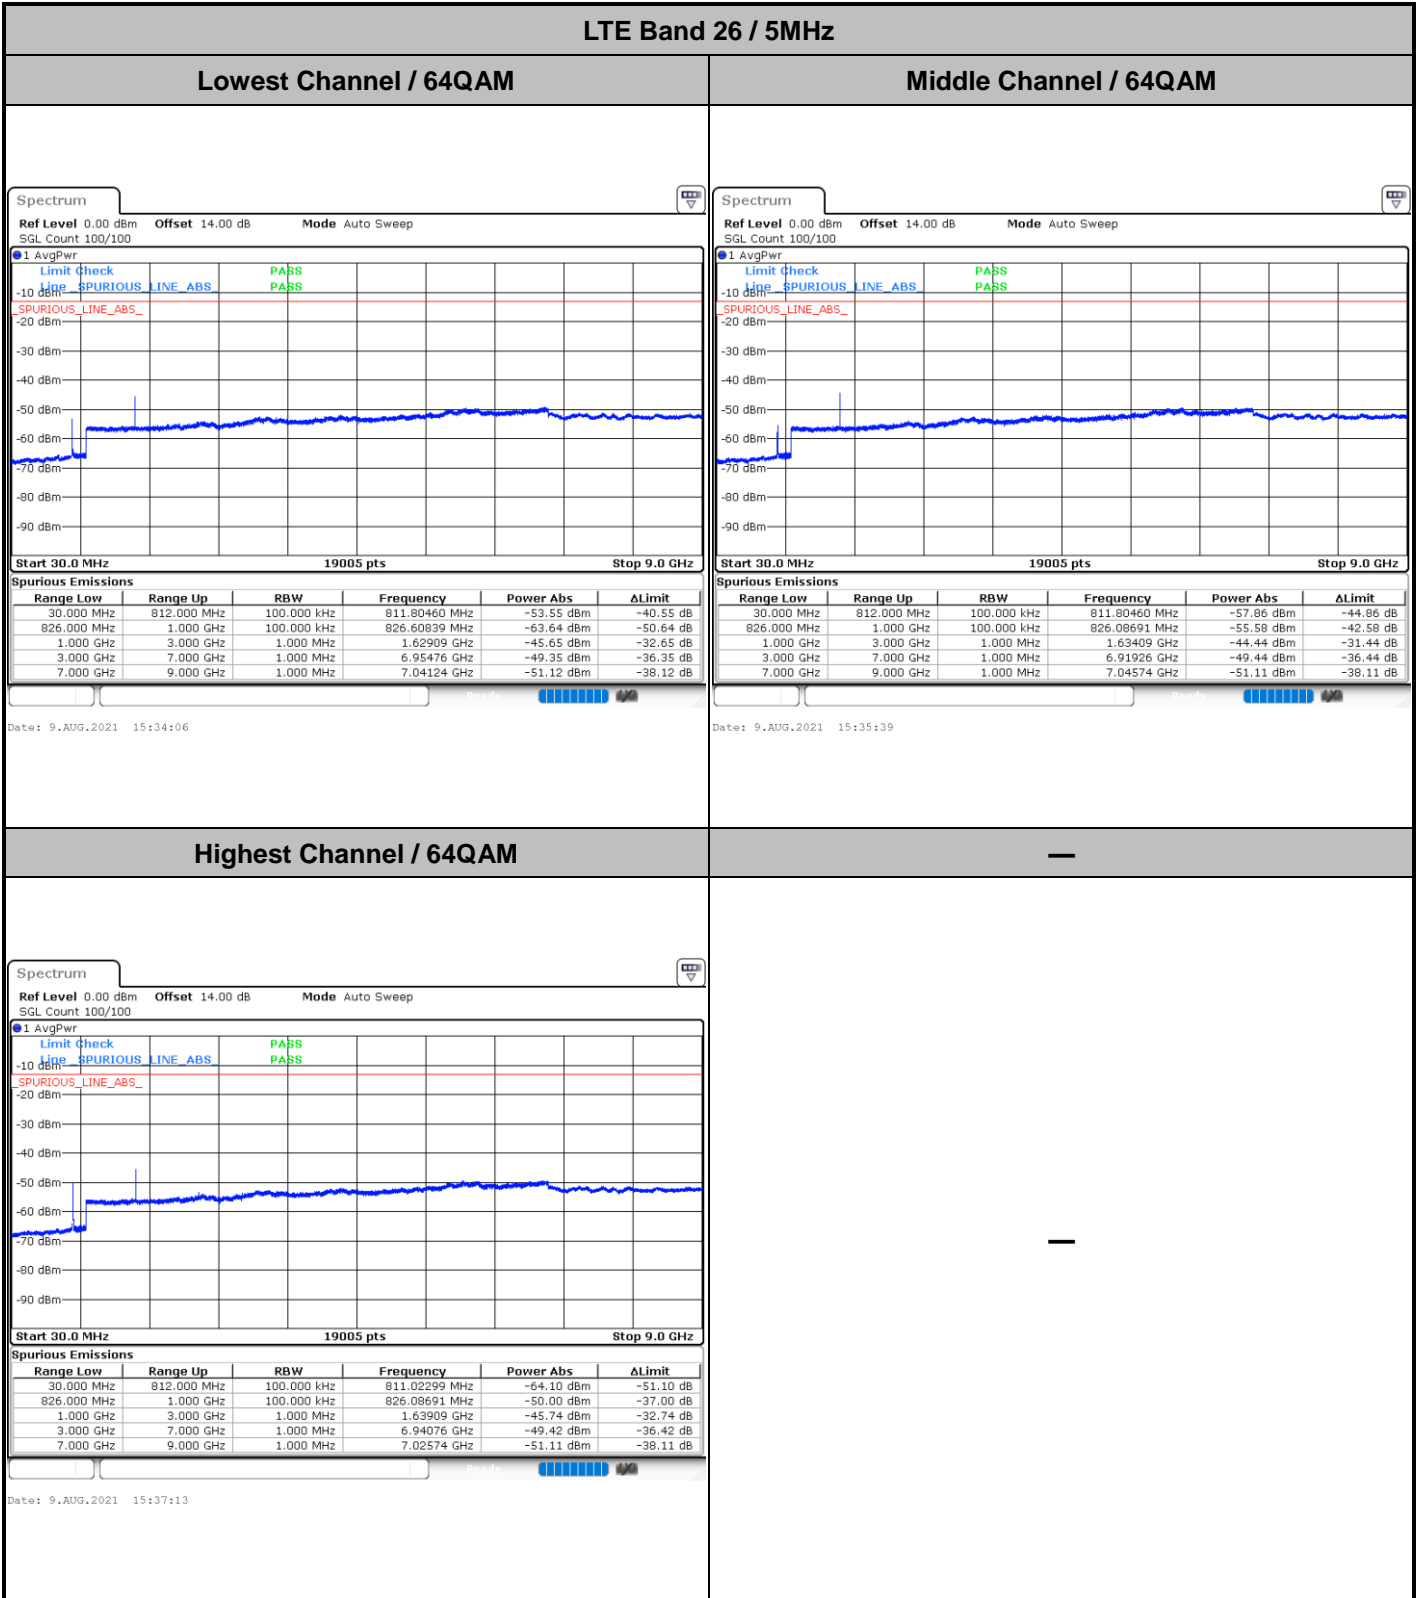 LTE Band 26 / 5MHz
Lowest Channel / 64QAM
Middle Channel / 64QAM
Spectrum
Ref Level 0.00 dBm Offset 14.00 dB Mode Auto Sweep
SGL Count 100/100
1 AvgPwr
Limit Check PASS
Line _SPURIOUS_LINE_ABS_ PASS
-10 dBm
_SPURIOUS_LINE_ABS_
-20 dBm
-30 dBm
-40 dBm
-50 dBm
-60 dBm
-70 dBm
-80 dBm
-90 dBm
Start 30.0 MHz 19005 pts Stop 9.0 GHz
Spurious Emissions
Range Low Range Up RBW Frequency Power Abs ΔLimit
30.000 MHz 812.000 MHz 100.000 kHz 811.80460 MHz -53.55 dBm -40.55 dB
826.000 MHz 1.000 GHz 100.000 kHz 826.60839 MHz -63.64 dBm -50.64 dB
1.000 GHz 3.000 GHz 1.000 MHz 1.62909 GHz -45.65 dBm -32.65 dB
3.000 GHz 7.000 GHz 1.000 MHz 6.95476 GHz -49.35 dBm -36.35 dB
7.000 GHz 9.000 GHz 1.000 MHz 7.04124 GHz -51.12 dBm -38.12 dB
Ready
Date: 9.AUG.2021 15:34:06
Spectrum
Ref Level 0.00 dBm Offset 14.00 dB Mode Auto Sweep
SGL Count 100/100
1 AvgPwr
Limit Check PASS
Line _SPURIOUS_LINE_ABS_ PASS
-10 dBm
_SPURIOUS_LINE_ABS_
-20 dBm
-30 dBm
-40 dBm
-50 dBm
-60 dBm
-70 dBm
-80 dBm
-90 dBm
Start 30.0 MHz 19005 pts Stop 9.0 GHz
Spurious Emissions
Range Low Range Up RBW Frequency Power Abs ΔLimit
30.000 MHz 812.000 MHz 100.000 kHz 811.80460 MHz -57.86 dBm -44.86 dB
826.000 MHz 1.000 GHz 100.000 kHz 826.08691 MHz -55.58 dBm -42.58 dB
1.000 GHz 3.000 GHz 1.000 MHz 1.63409 GHz -44.44 dBm -31.44 dB
3.000 GHz 7.000 GHz 1.000 MHz 6.91926 GHz -49.44 dBm -36.44 dB
7.000 GHz 9.000 GHz 1.000 MHz 7.04574 GHz -51.11 dBm -38.11 dB
Ready
Date: 9.AUG.2021 15:35:39
Highest Channel / 64QAM
—
Spectrum
Ref Level 0.00 dBm Offset 14.00 dB Mode Auto Sweep
SGL Count 100/100
1 AvgPwr
Limit Check PASS
Line _SPURIOUS_LINE_ABS_ PASS
-10 dBm
_SPURIOUS_LINE_ABS_
-20 dBm
-30 dBm
-40 dBm
-50 dBm
-60 dBm
-70 dBm
-80 dBm
-90 dBm
Start 30.0 MHz 19005 pts Stop 9.0 GHz
Spurious Emissions
Range Low Range Up RBW Frequency Power Abs ΔLimit
30.000 MHz 812.000 MHz 100.000 kHz 811.02299 MHz -64.10 dBm -51.10 dB
826.000 MHz 1.000 GHz 100.000 kHz 826.08691 MHz -50.00 dBm -37.00 dB
1.000 GHz 3.000 GHz 1.000 MHz 1.63909 GHz -45.74 dBm -32.74 dB
3.000 GHz 7.000 GHz 1.000 MHz 6.94076 GHz -49.42 dBm -36.42 dB
7.000 GHz 9.000 GHz 1.000 MHz 7.02574 GHz -51.11 dBm -38.11 dB
Ready
Date: 9.AUG.2021 15:37:13
—